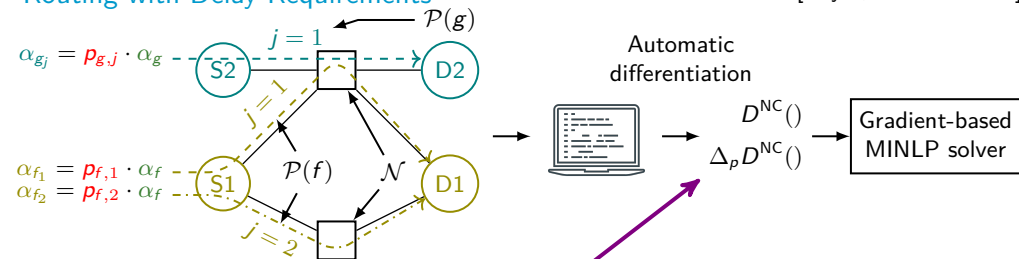 Routing with Delay Requirements
𝒫(g)
α_{g_j} = p_{g,j} · α_g
j = 1
S2
D2
Automatic
differentiation
j=1
D^{NC}()
Gradient-based
MINLP solver
Δ_p D^{NC}()
α_{f_1} = p_{f,1} · α_f
α_{f_2} = p_{f,2} · α_f
S1
𝒫(f)
𝒩
D1
j = 2